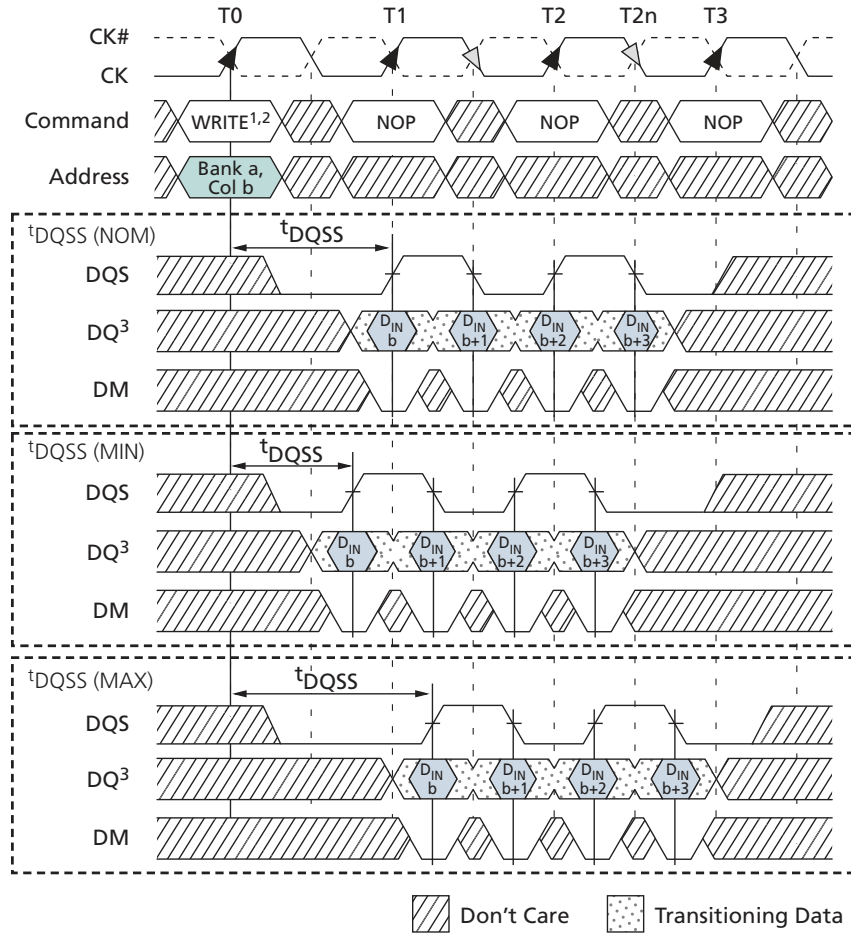 T0 T1 T2 T2n T3
CK#
CK
Command WRITE1,2 NOP NOP NOP
Address Bank a, Col b
tDQSS (NOM) tDQSS
DQS
DQ3 DIN b DIN b+1 DIN b+2 DIN b+3
DM
tDQSS (MIN) tDQSS
DQS
DQ3 DIN b DIN b+1 DIN b+2 DIN b+3
DM
tDQSS (MAX) tDQSS
DQS
DQ3 DIN b DIN b+1 DIN b+2 DIN b+3
DM
Don't Care Transitioning Data